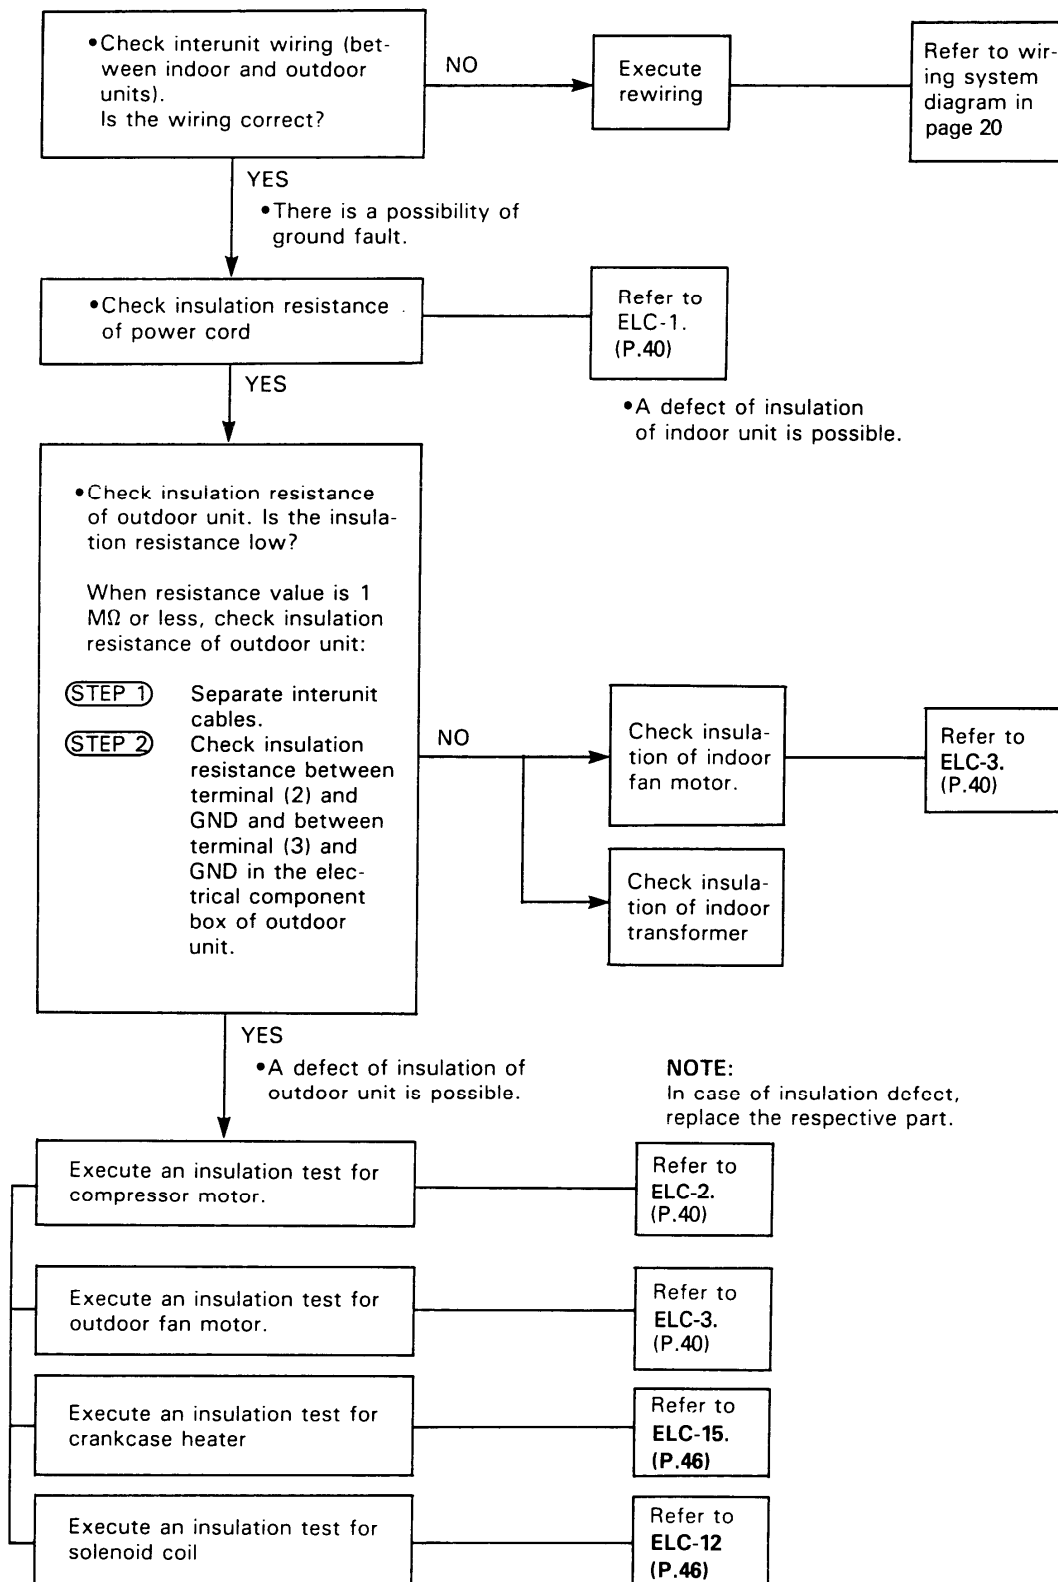 •Check interunit wiring (bet-
ween indoor and outdoor
units).
Is the wiring correct?
NO
Execute
rewiring
Refer to wir-
ing system
diagram in
page 20
YES
•There is a possibility of
ground fault.
•Check insulation resistance
of power cord
Refer to
ELC-1.
(P.40)
YES
•A defect of insulation
of indoor unit is possible.
•Check insulation resistance
of outdoor unit. Is the insula-
tion resistance low?
When resistance value is 1
MΩ or less, check insulation
resistance of outdoor unit:
STEP 1 Separate interunit
cables.
STEP 2 Check insulation
resistance between
terminal (2) and
GND and between
terminal (3) and
GND in the elec-
trical component
box of outdoor
unit.
NO
Check insula-
tion of indoor
fan motor.
Refer to
ELC-3.
(P.40)
Check insula-
tion of indoor
transformer
YES
•A defect of insulation of
outdoor unit is possible.
NOTE:
In case of insulation defect,
replace the respective part.
Execute an insulation test for
compressor motor.
Refer to
ELC-2.
(P.40)
Execute an insulation test for
outdoor fan motor.
Refer to
ELC-3.
(P.40)
Execute an insulation test for
crankcase heater
Refer to
ELC-15.
(P.46)
Execute an insulation test for
solenoid coil
Refer to
ELC-12
(P.46)